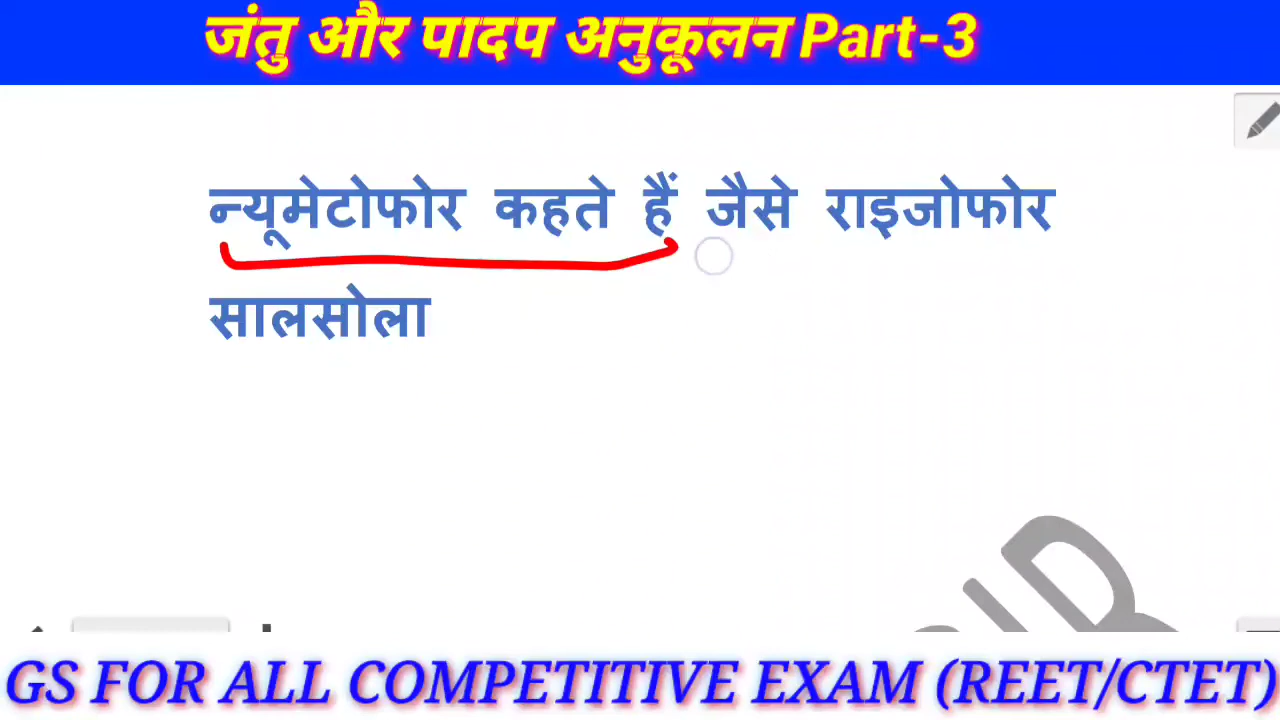 जंतु और पादप अनुकूलन Part-3
न्यूमेटोफोर कहते हैं जैसे राइजोफोर
सालसोला
GS FOR ALL COMPETITIVE EXAM (REET/CTET)